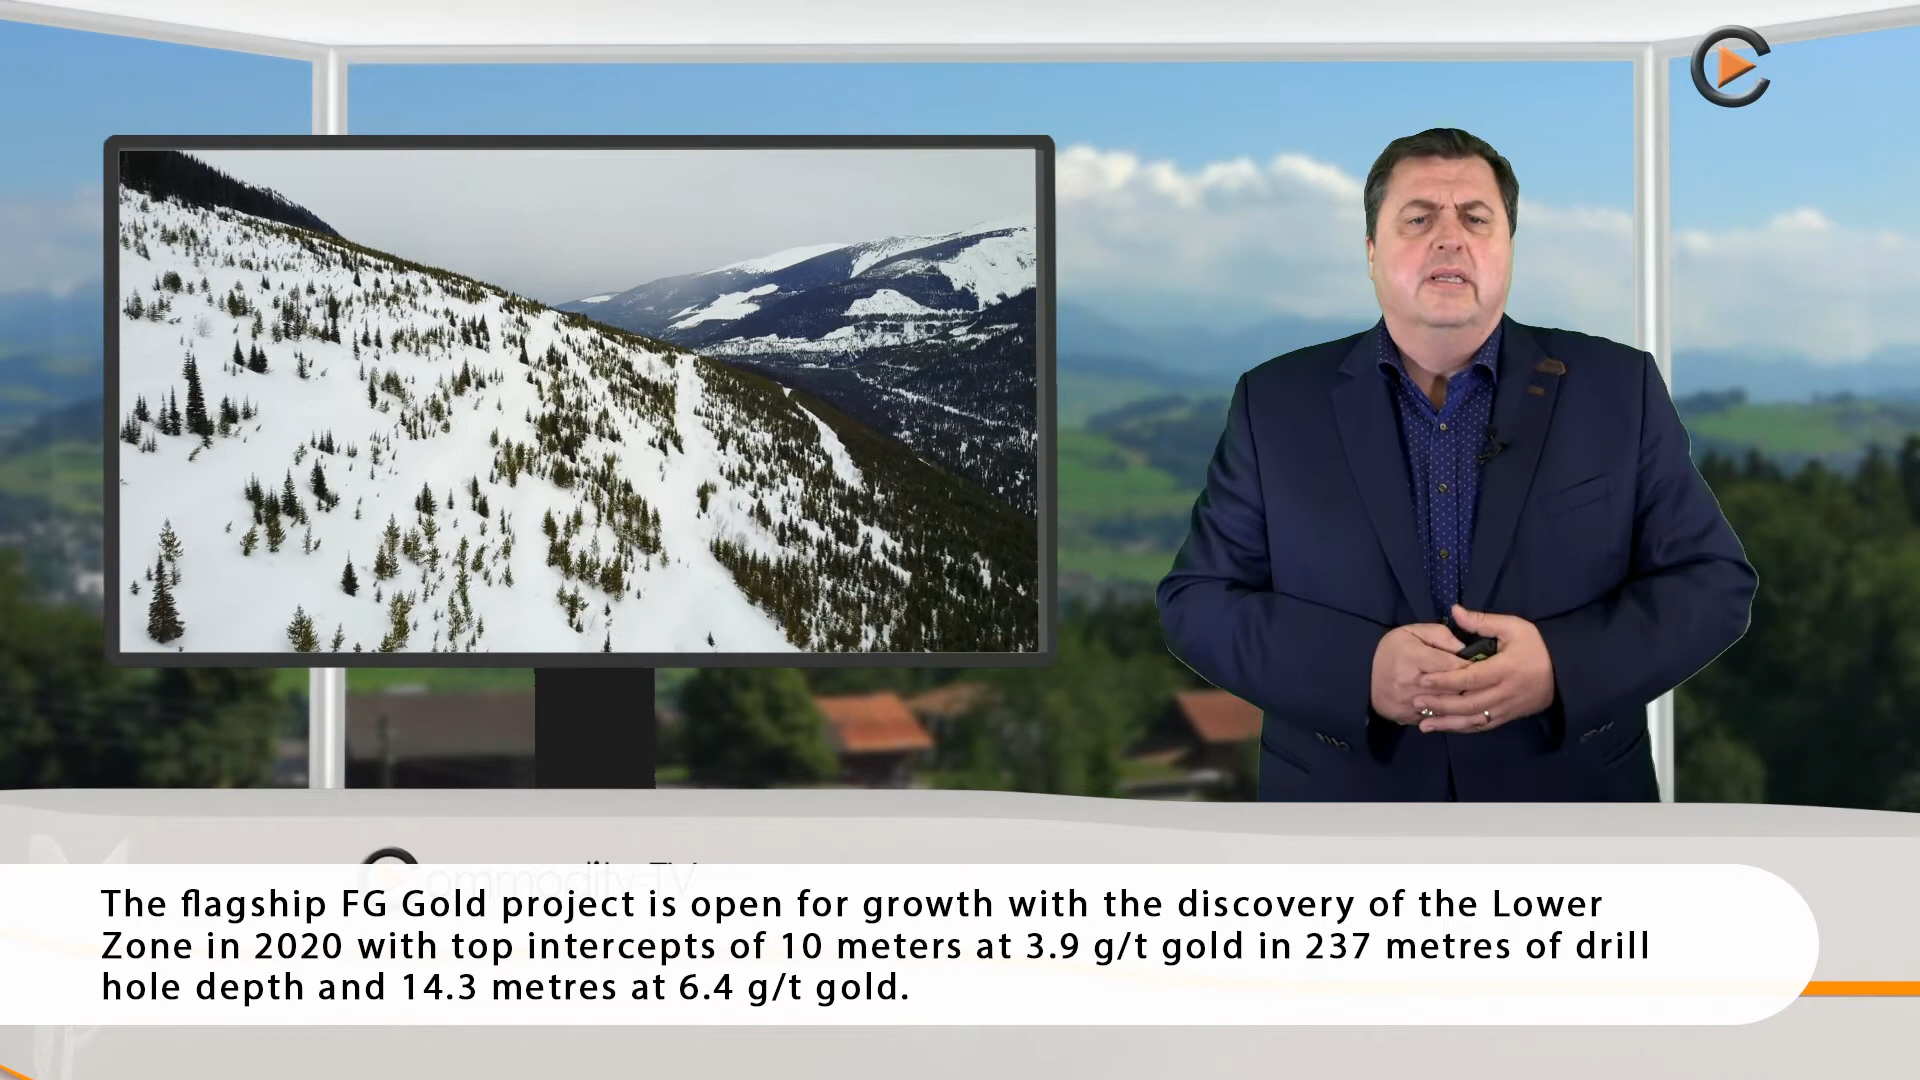 ommodity-TV
The flagship FG Gold project is open for growth with the discovery of the Lower
Zone in 2020 with top intercepts of 10 meters at 3.9 g/t gold in 237 metres of drill
hole depth and 14.3 metres at 6.4 g/t gold.